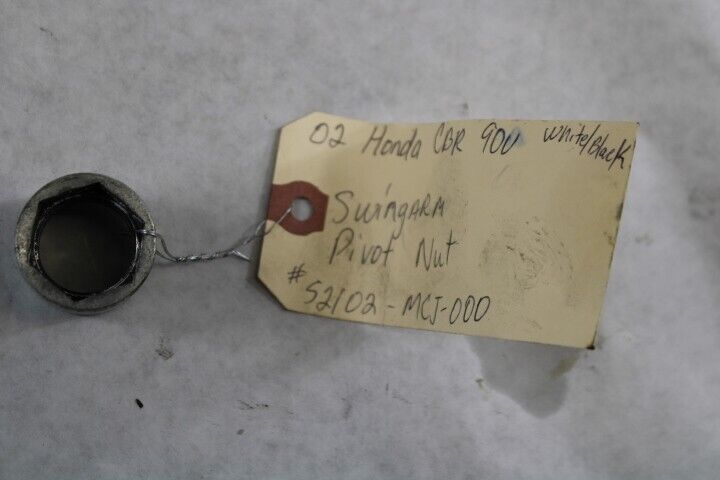 02 Honda CBR 900 White/Black
Swingarm
Pivot Nut
# 52102-MCJ-000